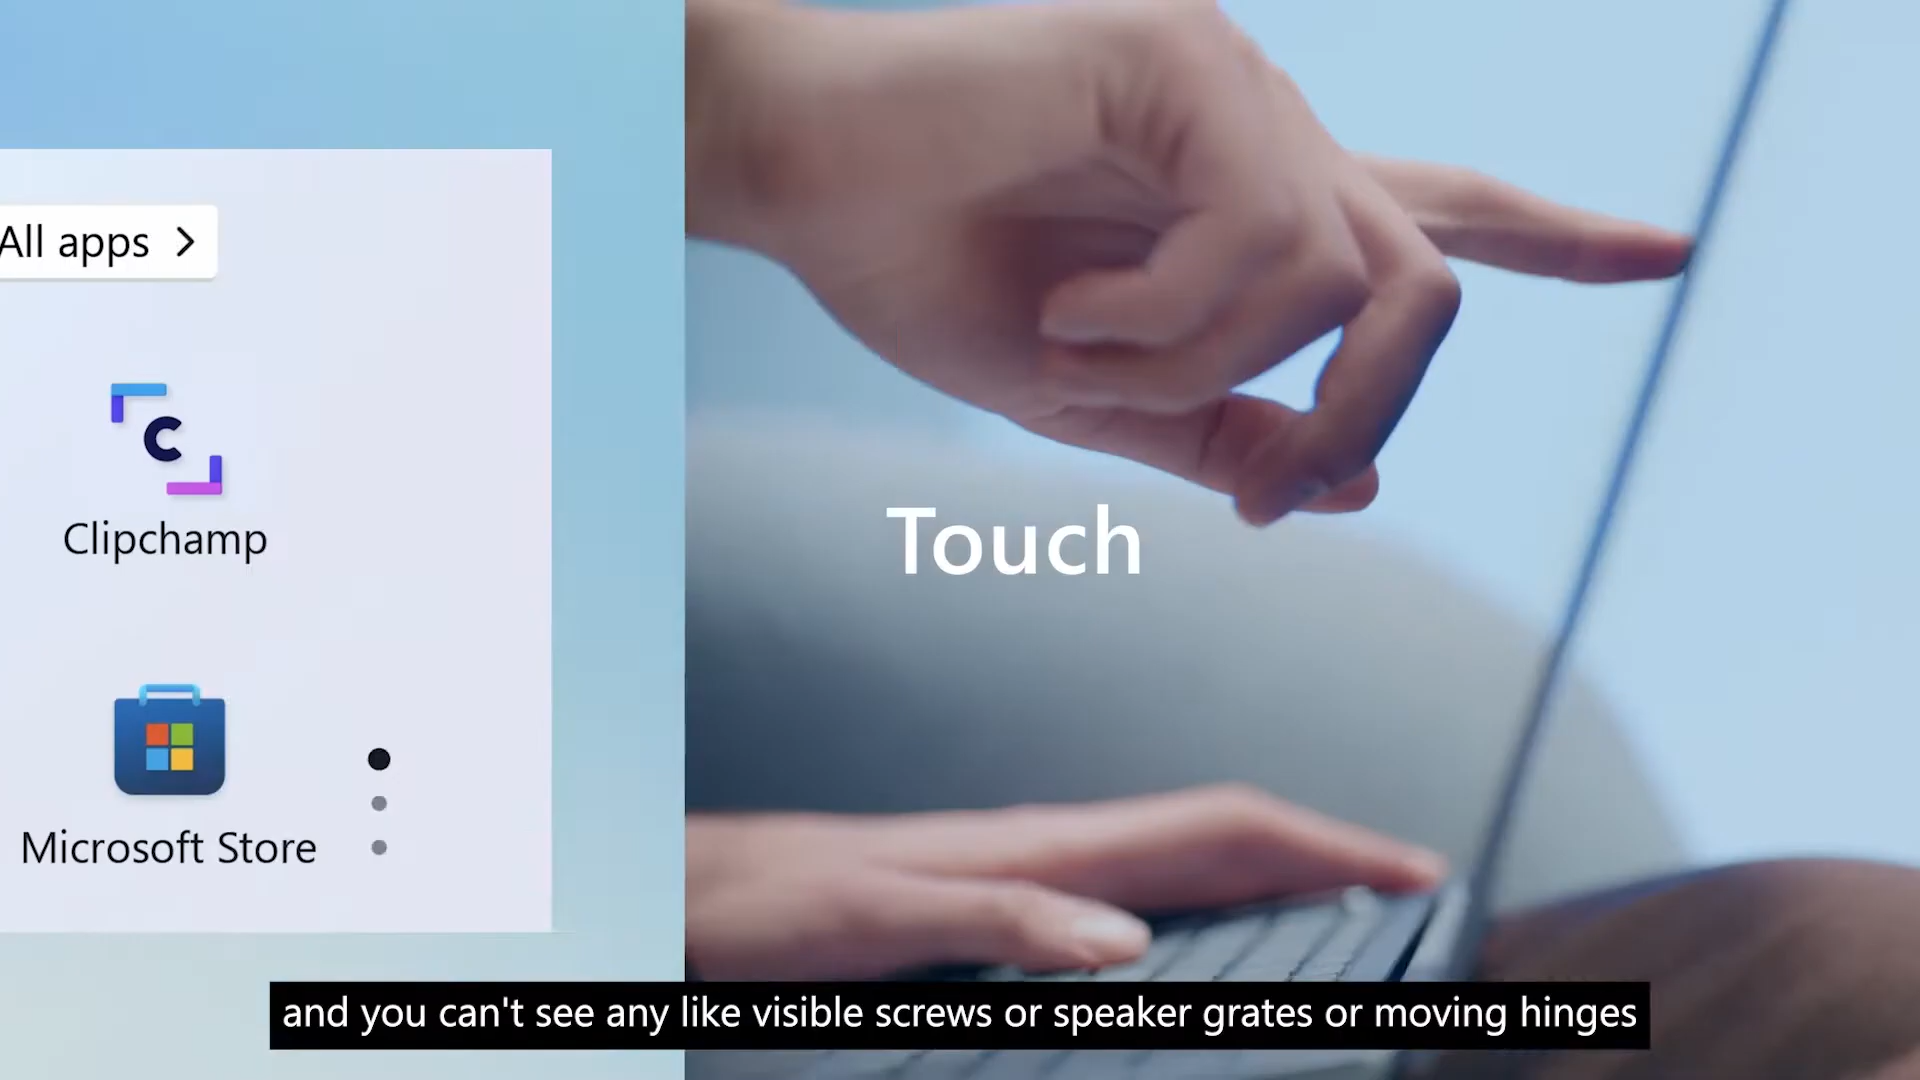 All apps
Clipchamp
Microsoft Store
Touch
and you can't see any like visible screws or speaker grates or moving hinges